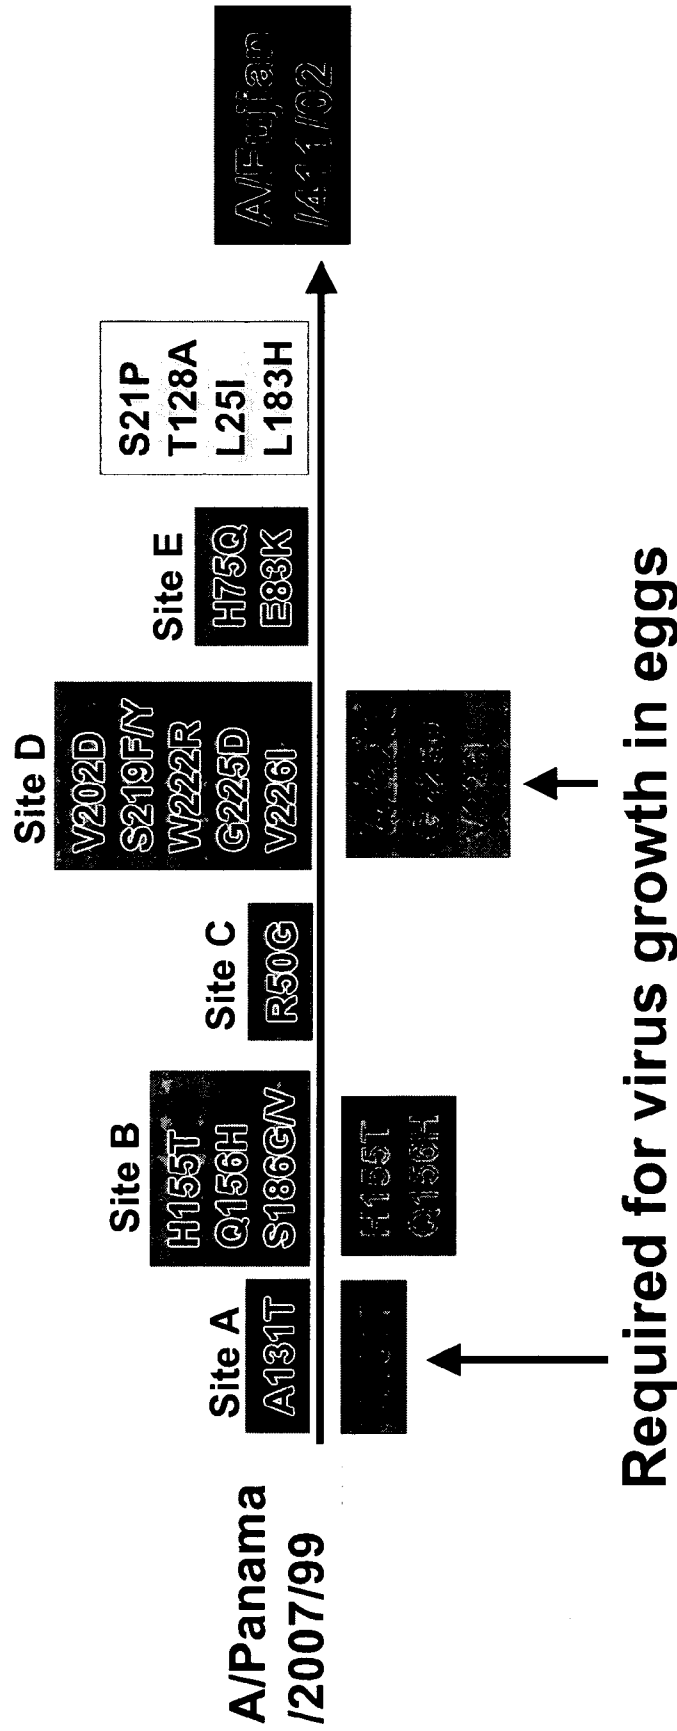 A/Panama
/2007/99
Site A
A131T
Site B
H155T
Q156H
S186G/V
Site C
R50G
Site D
V202D
S219F/Y
W222R
G225D
V226I
Site E
H75Q
E83K
S21P
T128A
L25I
L183H
A/Fujian
/411/02
H155T
Q156H
Required for virus growth in eggs